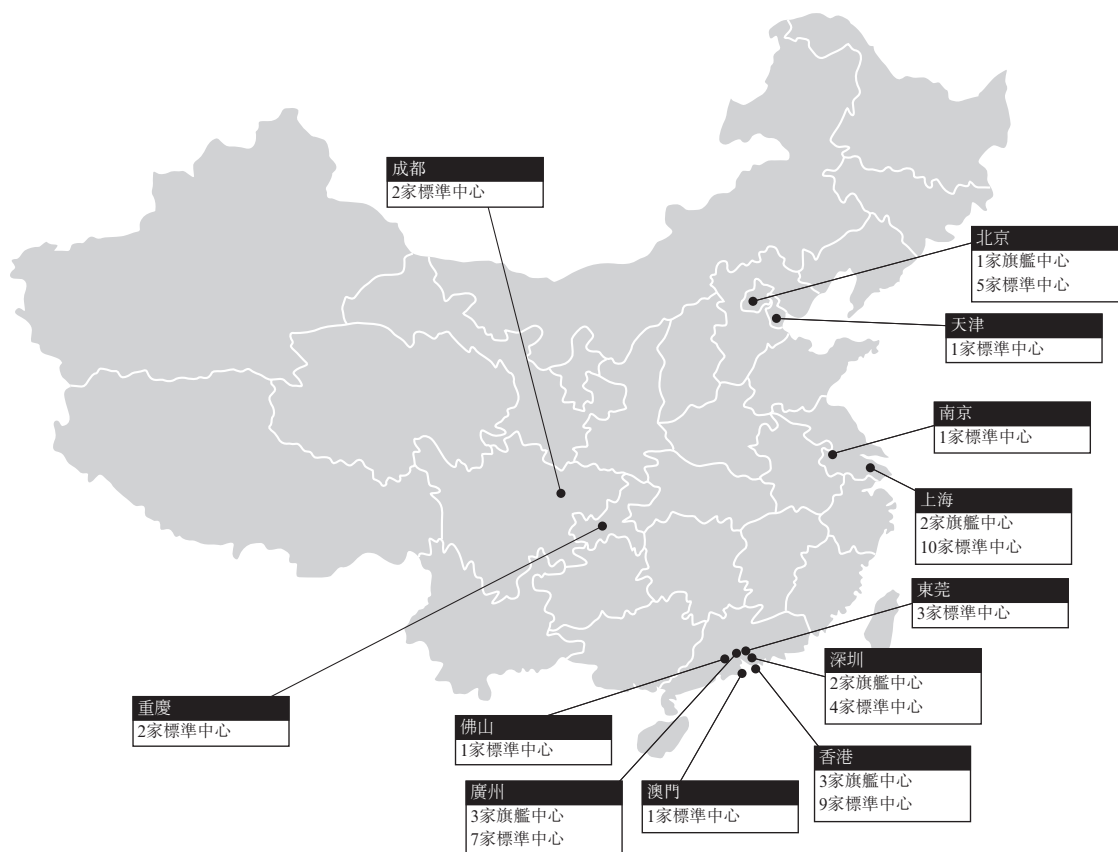 成都
2家標準中心
北京
1家旗艦中心
5家標準中心
天津
1家標準中心
南京
1家標準中心
上海
2家旗艦中心
10家標準中心
東莞
3家標準中心
深圳
2家旗艦中心
4家標準中心
重慶
2家標準中心
佛山
1家標準中心
香港
3家旗艦中心
9家標準中心
廣州
3家旗艦中心
7家標準中心
澳門
1家標準中心